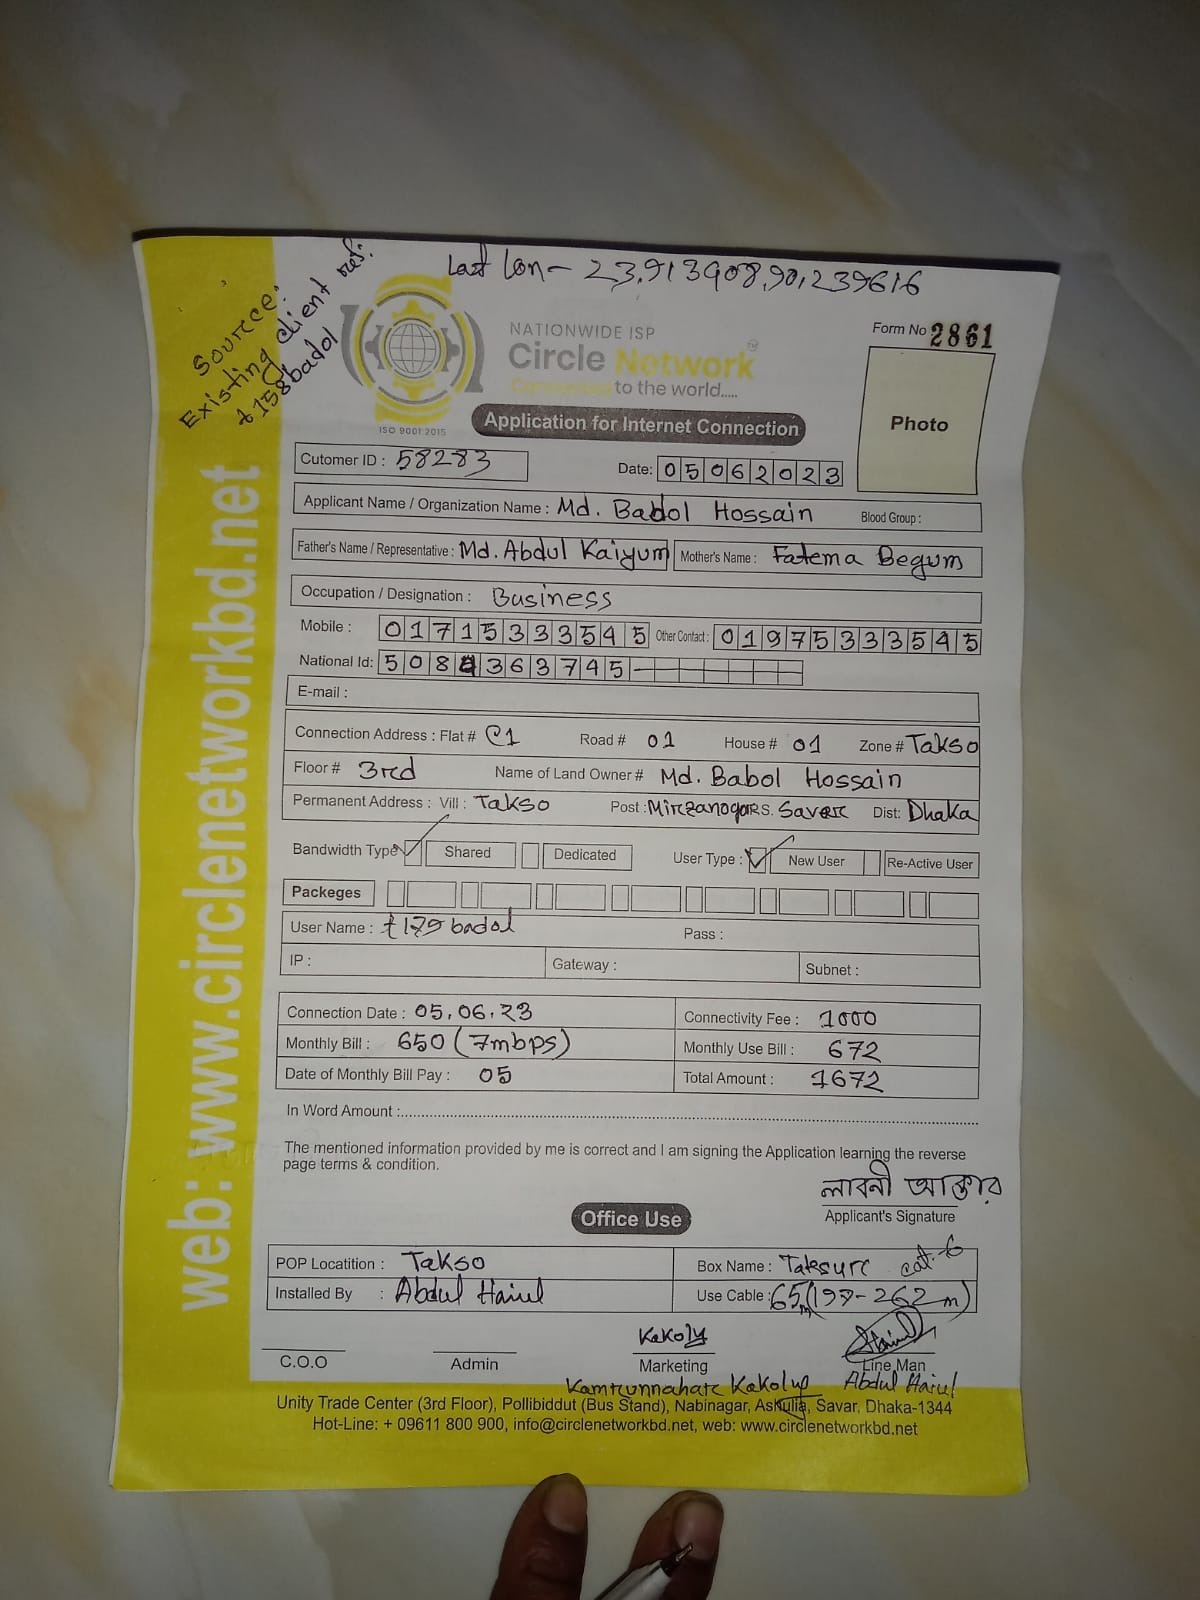 Last Lon- 23.913908,90.239616
Source:
Existing client ref:
t158badol
NATIONWIDE ISP
Circle Network
TM
Connected to the world.....
ISO 9001:2015
Form No 2861
Photo
Application for Internet Connection
Cutomer ID : 58283 Date: 05062023
Applicant Name / Organization Name : Md. Badol Hossain Blood Group :
Father's Name / Representative : Md. Abdul Kaiyum Mother's Name : Fatema Begum
Occupation / Designation : Business
Mobile : 01715333545 Other Contact : 01975333545
National Id: 5084363745
E-mail :
Connection Address : Flat # C1 Road # 01 House # 01 Zone # Takso
Floor # 3rd Name of Land Owner # Md. Babol Hossain
Permanent Address : Vill : Takso Post : Mirzanogar P.S. Saver Dist: Dhaka
Bandwidth Type Shared Dedicated User Type : New User Re-Active User
Packeges
User Name : t179badol Pass :
IP : Gateway : Subnet :
Connection Date : 05.06.23 Connectivity Fee : 1000
Monthly Bill : 650 (7mbps) Monthly Use Bill : 672
Date of Monthly Bill Pay : 05 Total Amount : 1672
In Word Amount :
The mentioned information provided by me is correct and I am signing the Application learning the reverse
page terms & condition.
লাবনী আক্তার
Applicant's Signature
Office Use
POP Locatition : Takso Box Name : cat-6
Installed By : Abdul Hairul Use Cable : 65m (197-262m)
Kakoly
C.O.O Admin Marketing Line Man
Kamrunnahar Kakoly Abdul Hairul
Unity Trade Center (3rd Floor), Pollibiddut (Bus Stand), Nabinagar, Ashulia, Savar, Dhaka-1344
Hot-Line: + 09611 800 900, info@circlenetworkbd.net, web: www.circlenetworkbd.net
web: www.circlenetworkbd.net